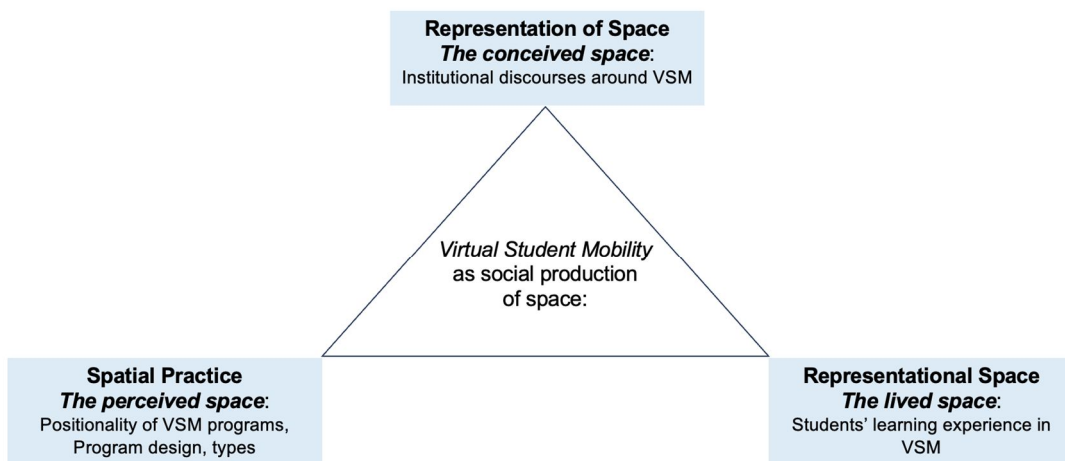 Representation of Space
The conceived space:
Institutional discourses around VSM
Virtual Student Mobility
as social production
of space:
Spatial Practice
The perceived space:
Positionality of VSM programs,
Program design, types
Representational Space
The lived space:
Students’ learning experience in
VSM